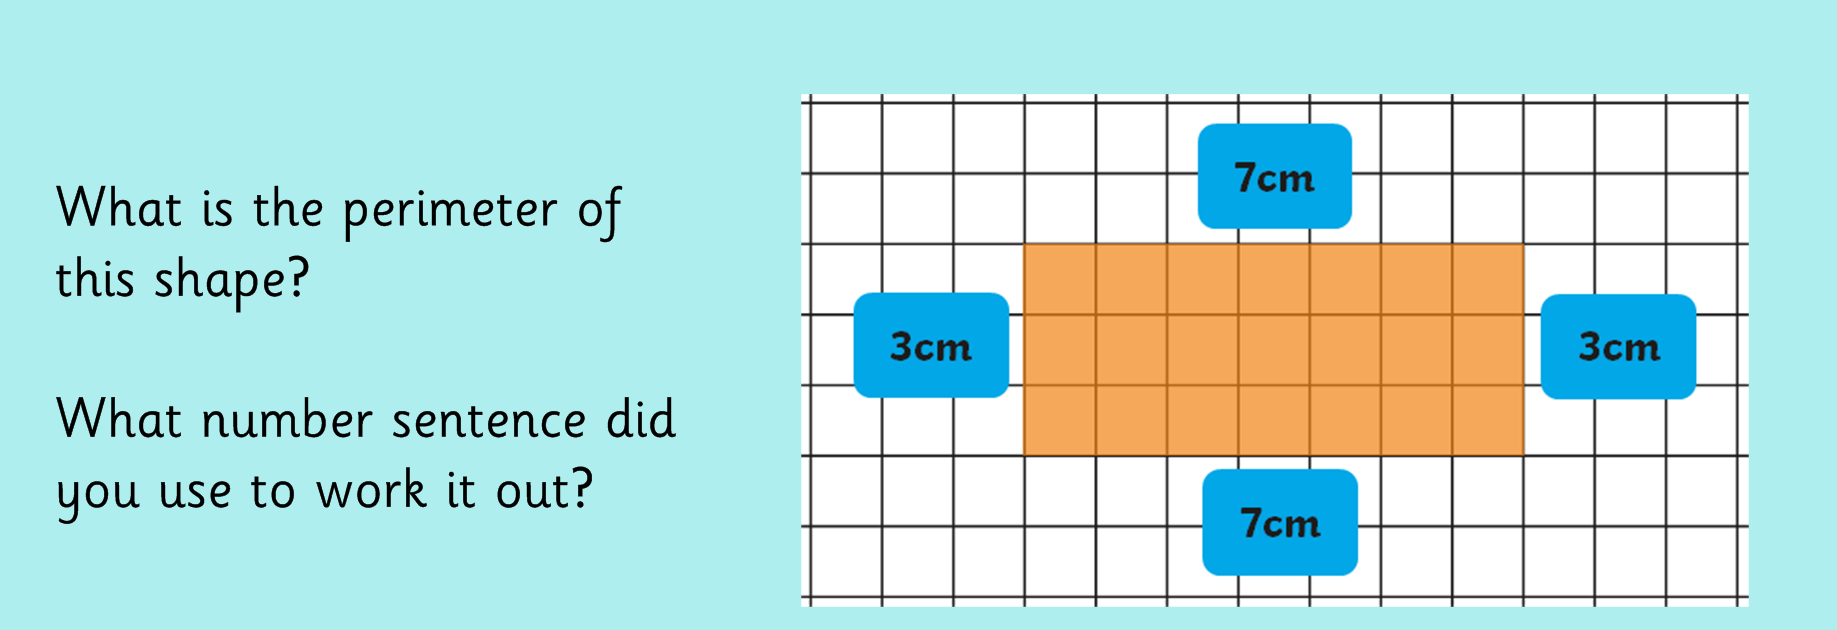 What is the perimeter of
this shape?
What number sentence did
you use to work it out?
7cm
3cm
3cm
7cm